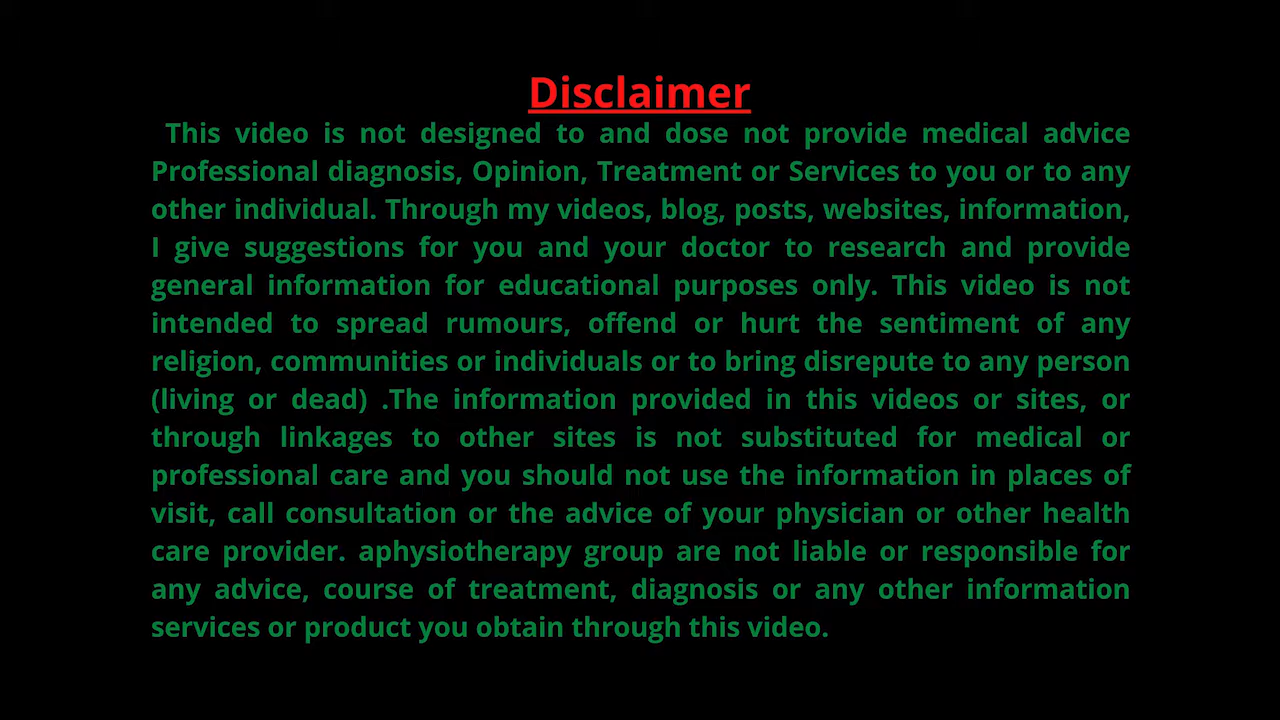 Disclaimer
This video is not designed to and dose not provide medical advice
Professional diagnosis, Opinion, Treatment or Services to you or to any
other individual. Through my videos, blog, posts, websites, information,
I give suggestions for you and your doctor to research and provide
general information for educational purposes only. This video is not
intended to spread rumours, offend or hurt the sentiment of any
religion, communities or individuals or to bring disrepute to any person
(living or dead) .The information provided in this videos or sites, or
through linkages to other sites is not substituted for medical or
professional care and you should not use the information in places of
visit, call consultation or the advice of your physician or other health
care provider. aphysiotherapy group are not liable or responsible for
any advice, course of treatment, diagnosis or any other information
services or product you obtain through this video.